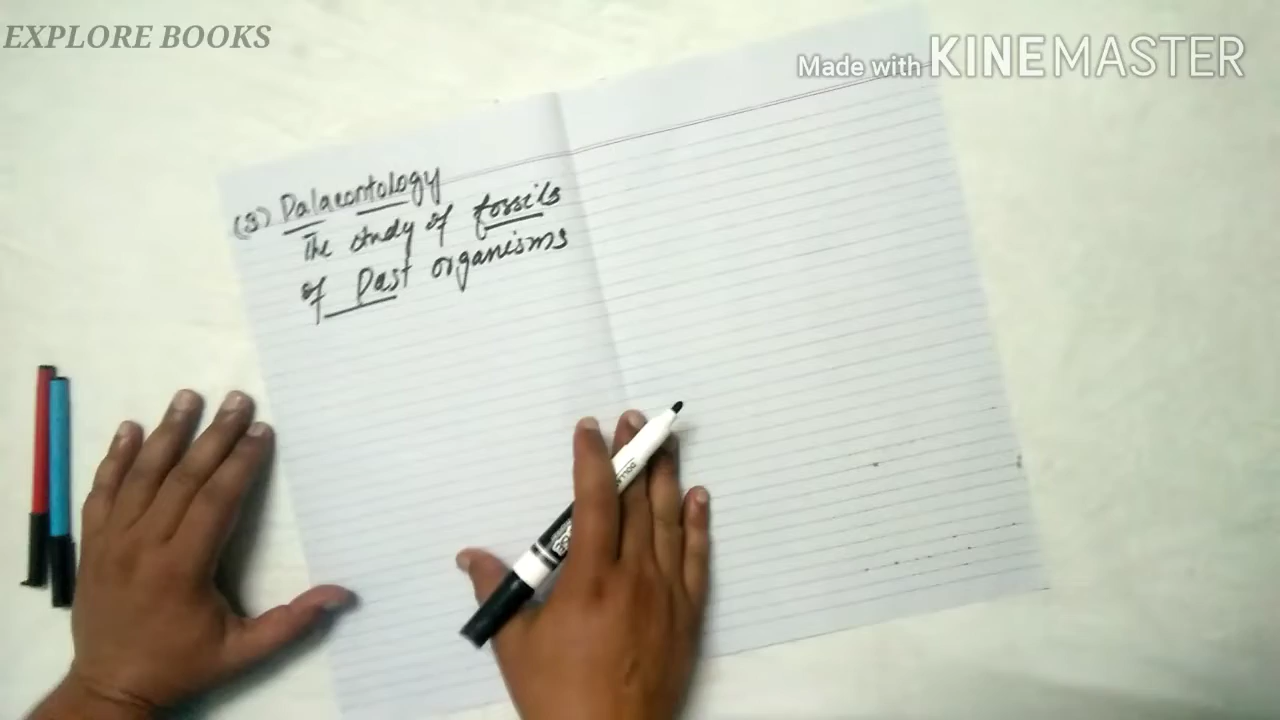 EXPLORE BOOKS
Made with KINEMASTER
(3) Palaeontology
The study of fossils
of Past organisms